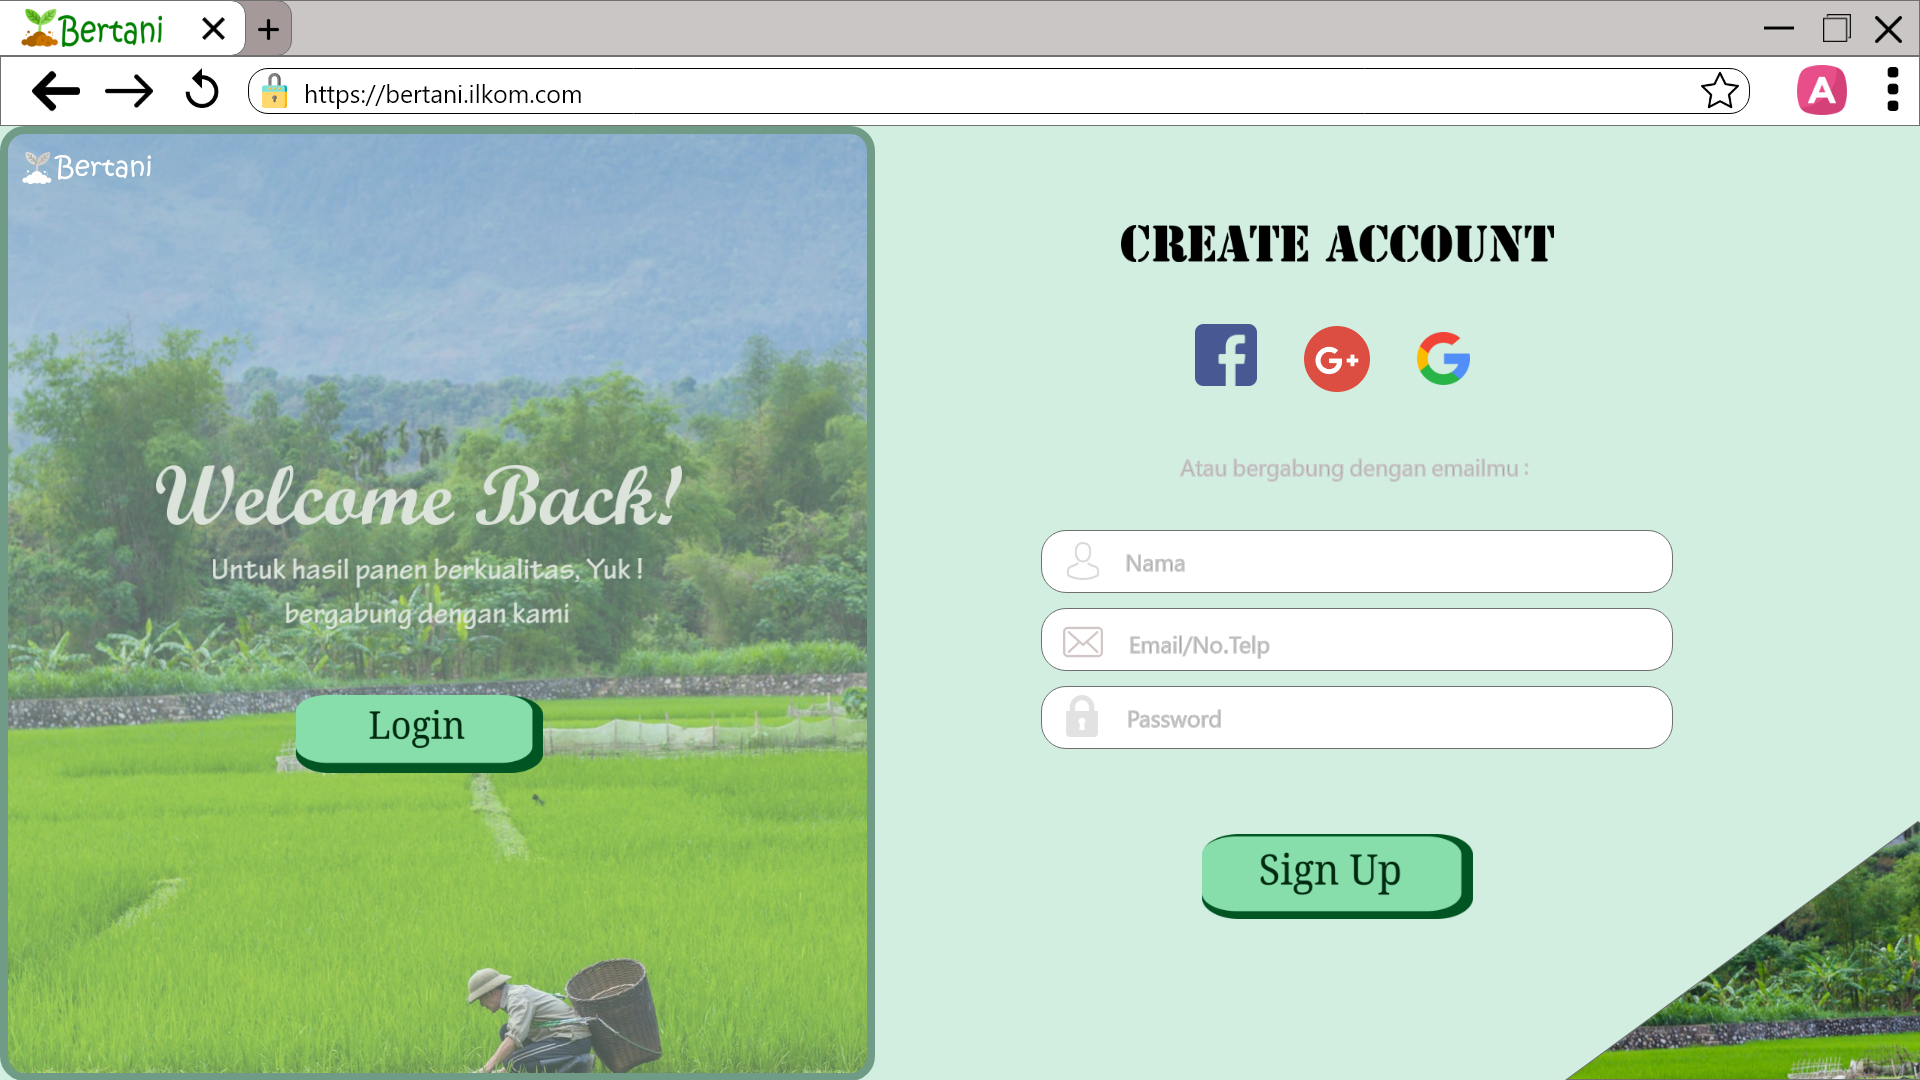 Bertani
https://bertani.ilkom.com
A
Bertani
Welcome Back!
Untuk hasil panen berkualitas, Yuk !
bergabung dengan kami
Login
CREATE ACCOUNT
f
G+
G
Atau bergabung dengan emailmu :
Nama
Email/No.Telp
Password
Sign Up